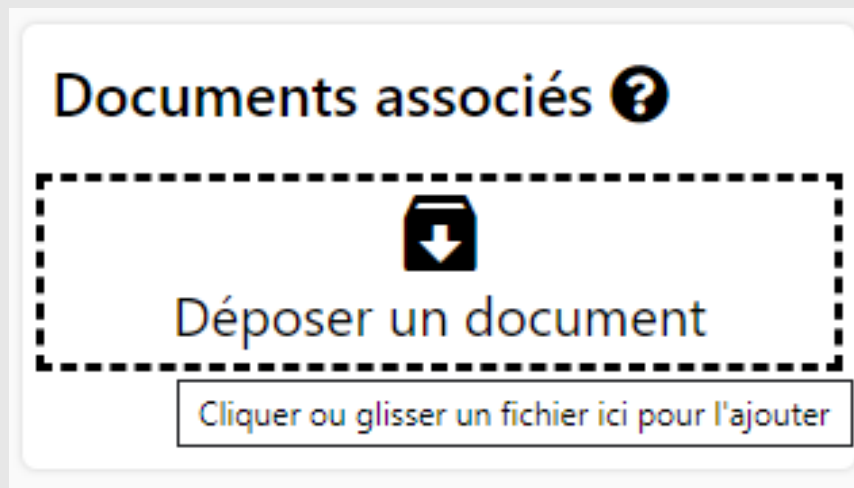 Documents associés ?
Déposer un document
Cliquer ou glisser un fichier ici pour l'ajouter